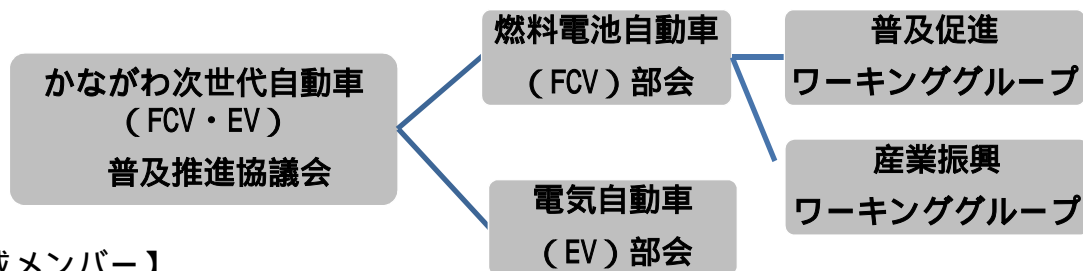 かながわ次世代自動車
（FCV・EV）
普及推進協議会
燃料電池自動車
（FCV）部会
電気自動車
（EV）部会
普及促進
ワーキンググループ
産業振興
ワーキンググループ
メンバー】